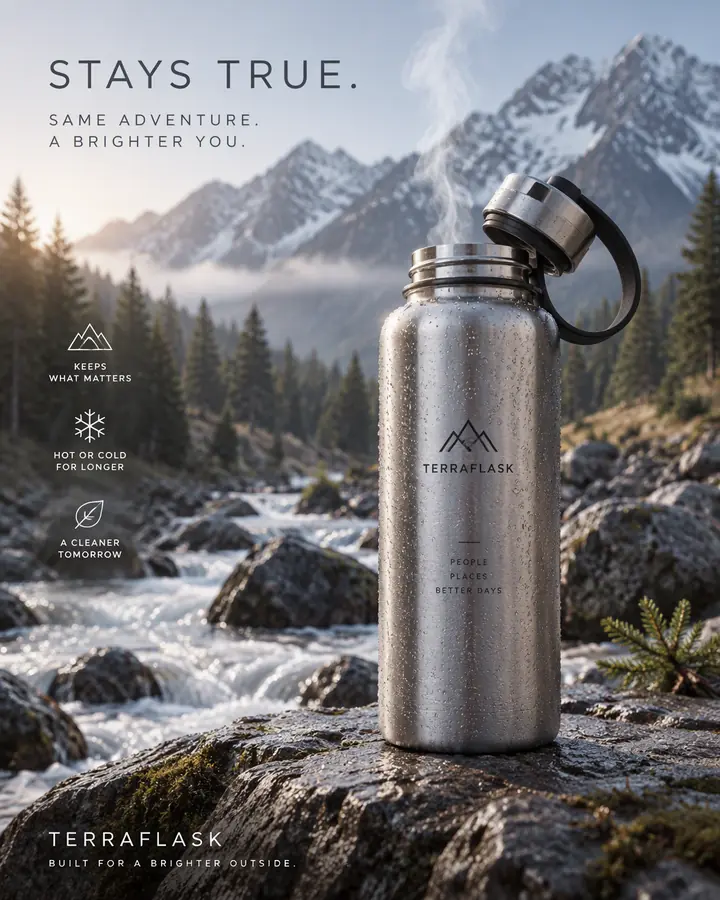 STAYS TRUE.
SAME ADVENTURE.
A BRIGHTER YOU.
KEEPS
WHAT MATTERS
HOT OR COLD
FOR LONGER
A CLEANER
TOMORROW
TERRAFLASK
PEOPLE
PLACES
BETTER DAYS
TERRAFLASK
BUILT FOR A BRIGHTER OUTSIDE.